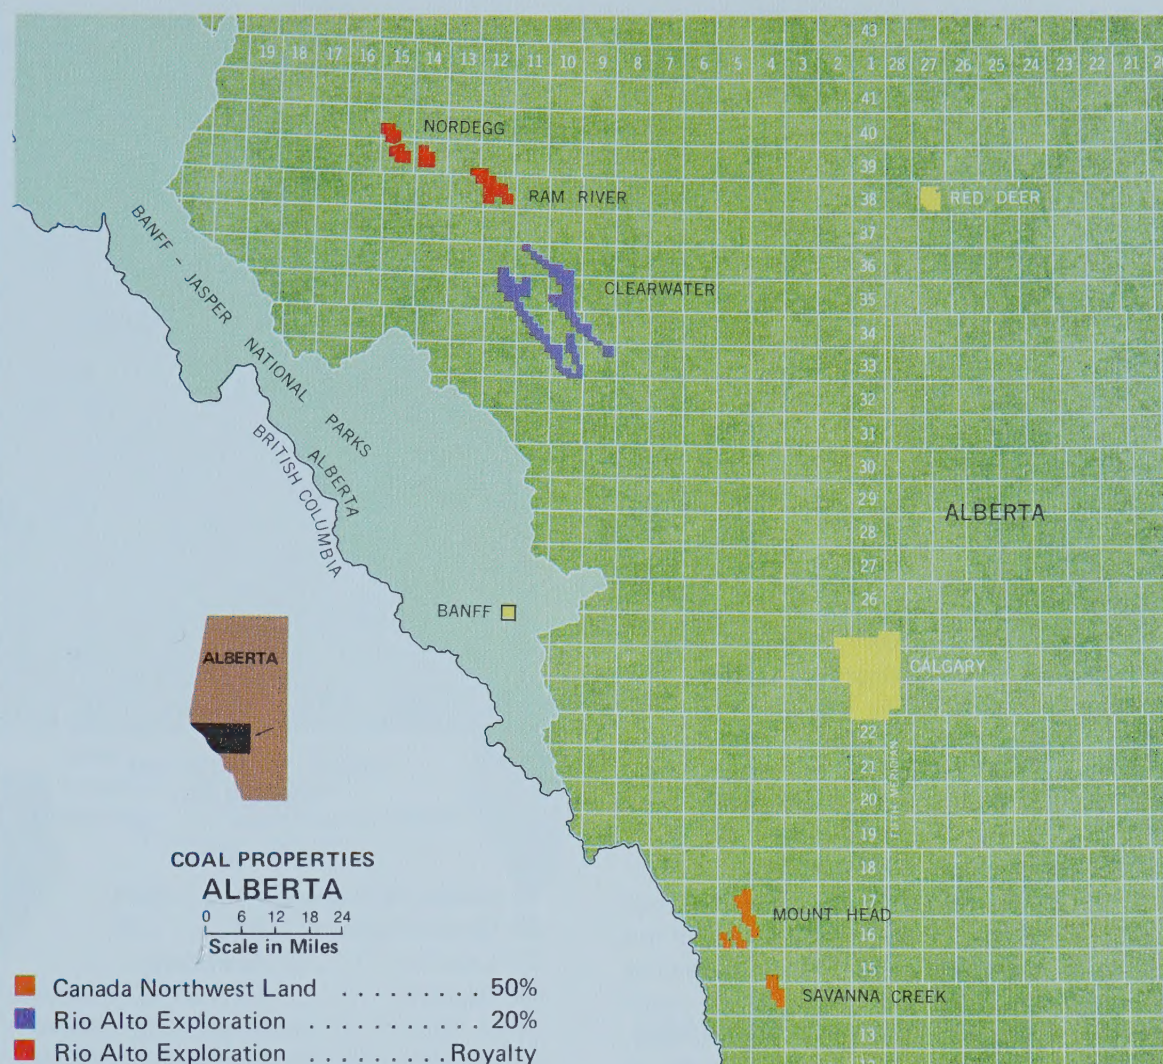 43
19 18 17 16 15 14 13 12 11 10 9 8 7 6 5 4 3 2 1 28 27 26 25 24 23 22 21
41
NORDEGG
40
39
RAM RIVER
38
RED DEER
37
36
CLEARWATER
35
34
33
32
31
30
29
28
27
26
BANFF - JASPER NATIONAL PARKS
ALBERTA
BRITISH COLUMBIA
ALBERTA
BANFF
CALGARY
22
21
20
19
FIFTH MERIDIAN
18
17
MOUNT HEAD
16
15
SAVANNA CREEK
13
ALBERTA
COAL PROPERTIES
ALBERTA
0 6 12 18 24
Scale in Miles
Canada Northwest Land . . . . . . . . . 50%
Rio Alto Exploration . . . . . . . . . . . 20%
Rio Alto Exploration . . . . . . . . . Royalty